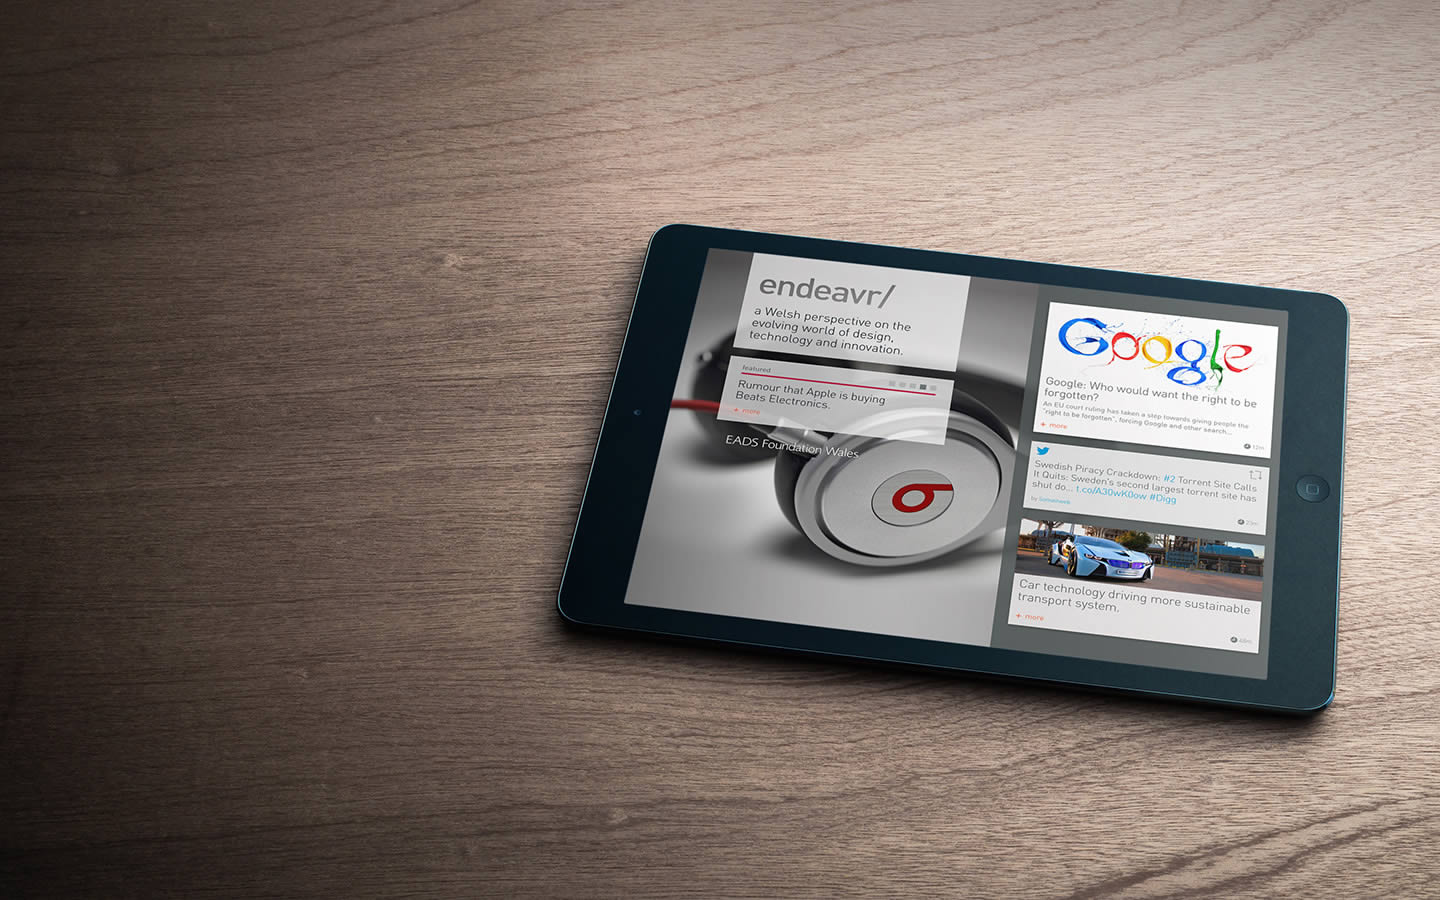 endeavr/
a Welsh perspective on the
evolving world of design,
technology and innovation.
featured
Rumour that Apple is buying
Beats Electronics.
+ more
EADS Foundation Wales
b
Google
Google: Who would want the right to be
forgotten?
An EU court ruling has taken a step towards giving people the
"right to be forgotten", forcing Google and other search...
+ more
12m
Swedish Piracy Crackdown: #2 Torrent Site Calls
It Quits: Sweden's second largest torrent site has
shut do... t.co/A30wK0ow #Digg
by Someinweb
23m
Car technology driving more sustainable
transport system.
+ more
48m